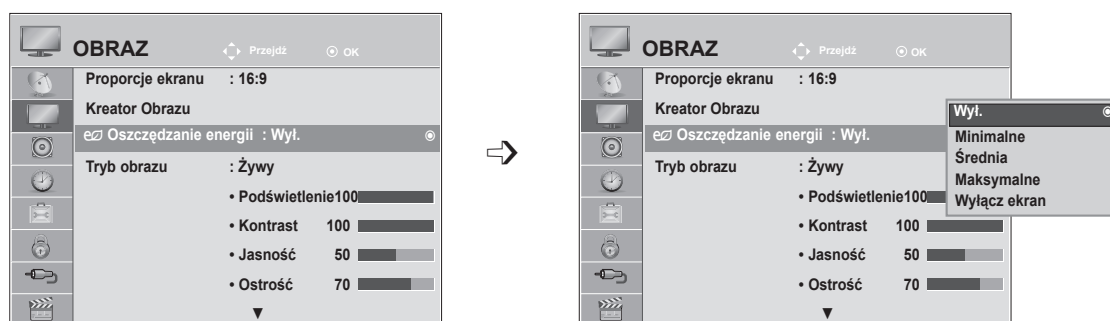 OBRAZ Przejdź OK
Proporcje ekranu : 16:9
Kreator Obrazu
Oszczędzanie energii : Wył.
Tryb obrazu : Żywy
• Podświetlenie100
• Kontrast 100
• Jasność 50
• Ostrość 70
OBRAZ Przejdź OK
Proporcje ekranu : 16:9
Kreator Obrazu
Oszczędzanie energii : Wył.
Tryb obrazu : Żywy
• Podświetlenie100
• Kontrast 100
• Jasność 50
• Ostrość 70
Wył.
Minimalne
Średnia
Maksymalne
Wyłącz ekran